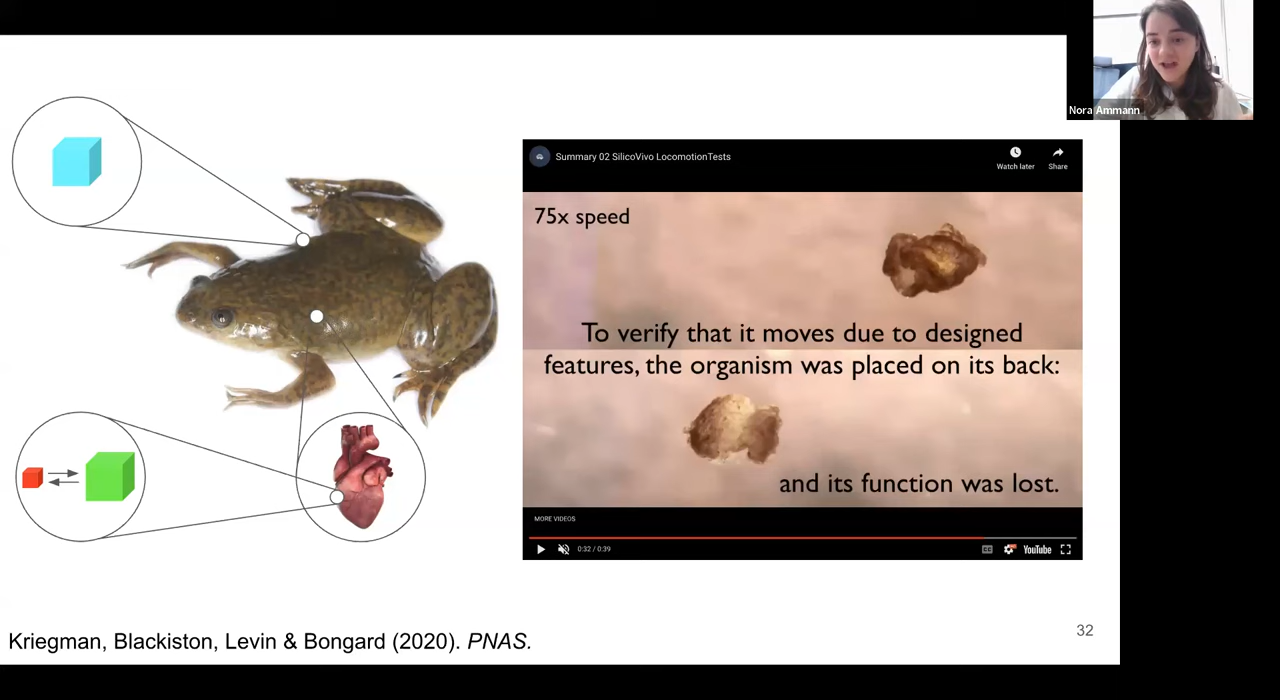 Nora Ammann
Summary 02 SilicoVivo LocomotionTests
Watch later
Share
75x speed
To verify that it moves due to designed
features, the organism was placed on its back:
and its function was lost.
MORE VIDEOS
0:32 / 0:39
CC
YouTube
32
Kriegman, Blackiston, Levin & Bongard (2020). PNAS.